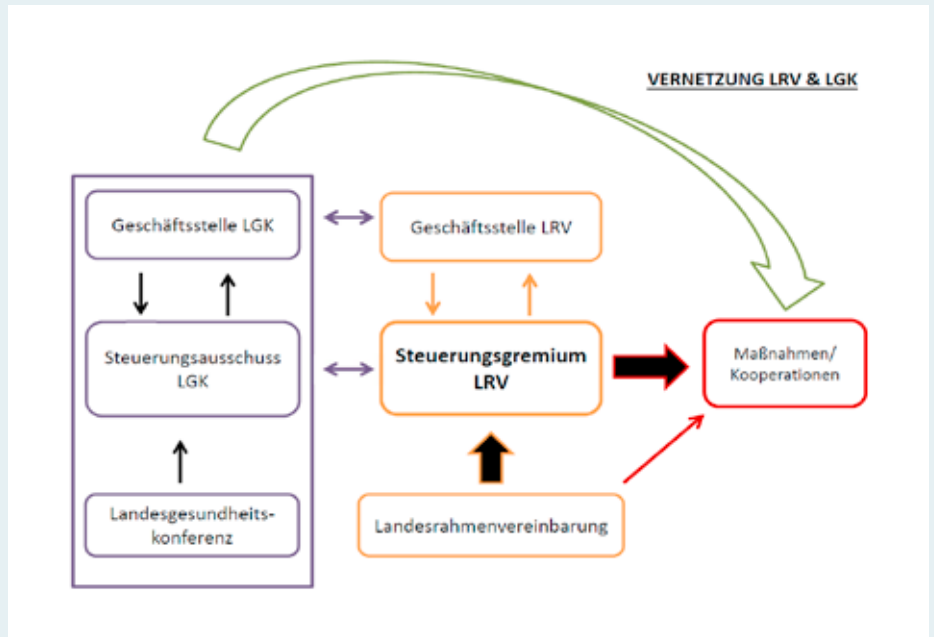 VERNETZUNG LRV & LGK
Geschäftsstelle LGK
Geschäftsstelle LRV
Steuerungsausschuss
LGK
Steuerungsgremium
LRV
Maßnahmen/
Kooperationen
Landesgesundheits-
konferenz
Landesrahmenvereinbarung